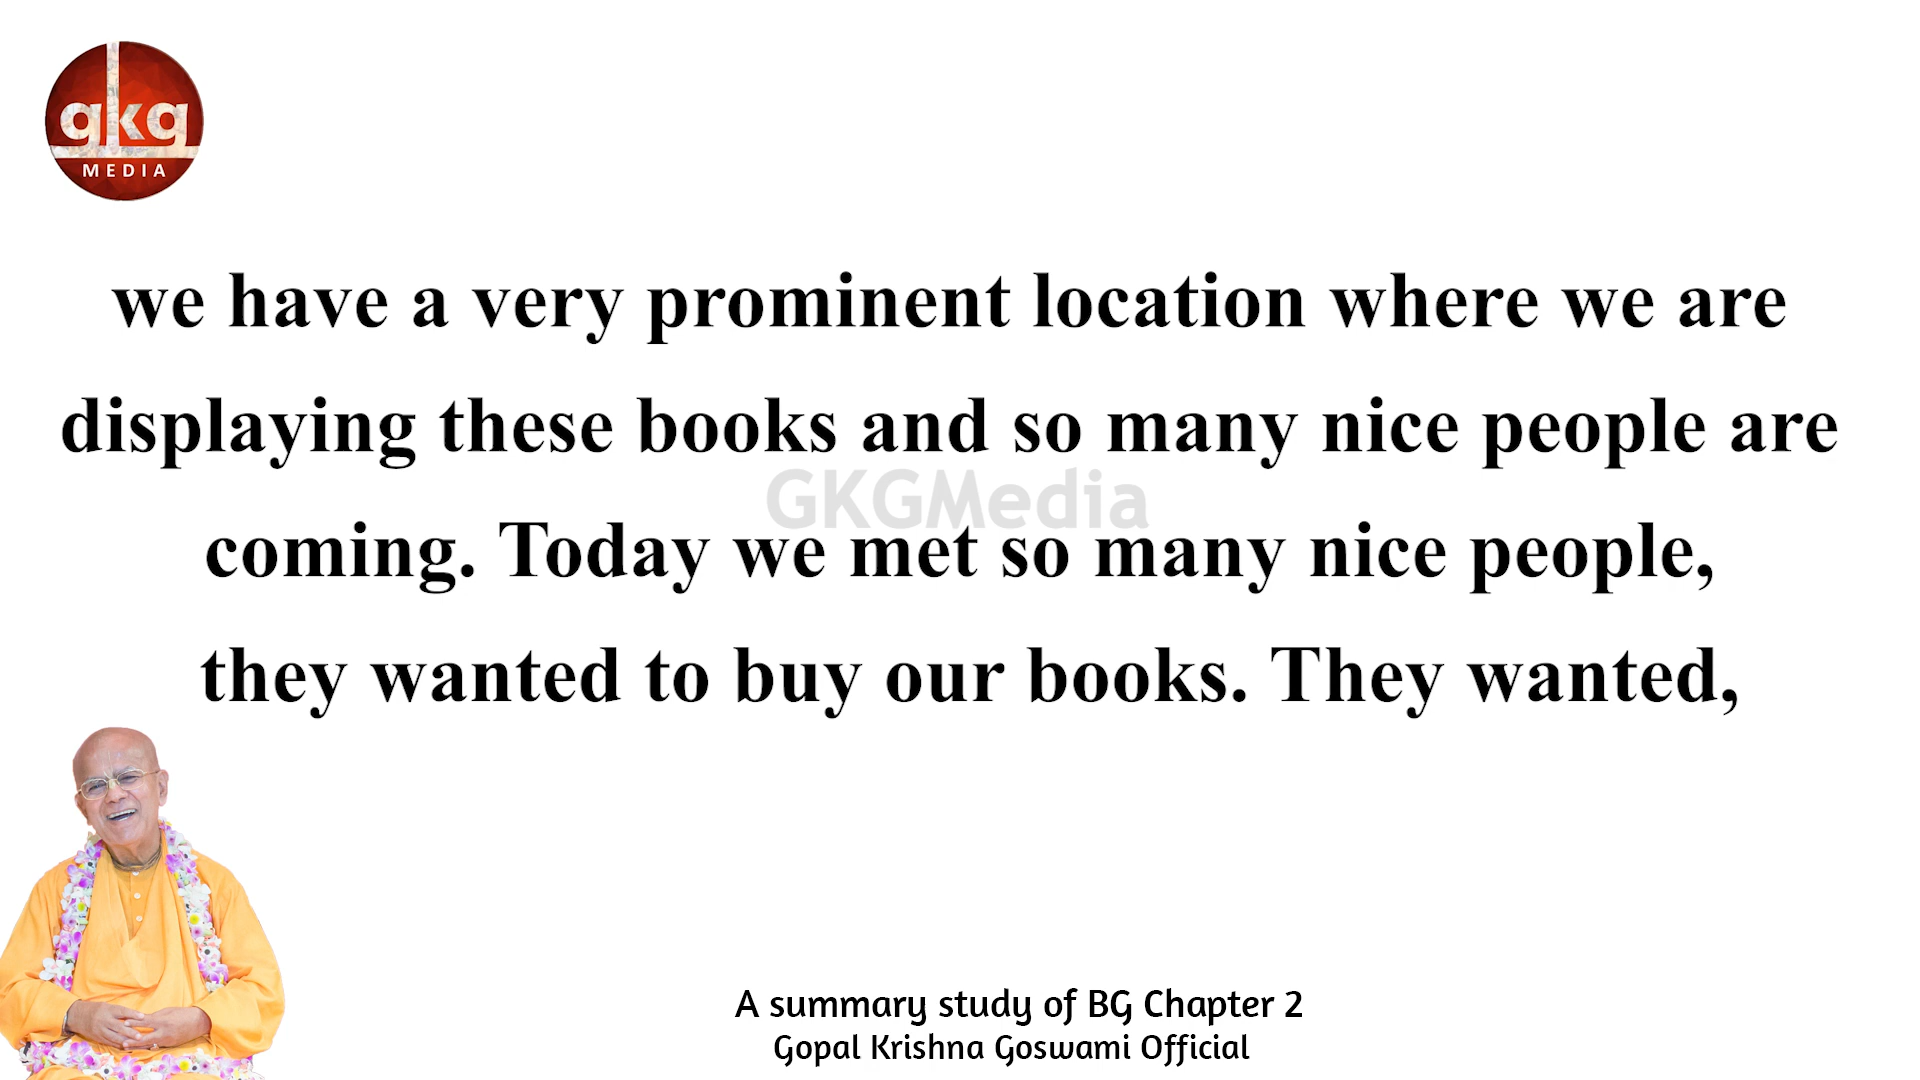 gkg
MEDIA
we have a very prominent location where we are
displaying these books and so many nice people are
GKGMedia
coming. Today we met so many nice people,
they wanted to buy our books. They wanted,
A summary study of BG Chapter 2
Gopal Krishna Goswami Official